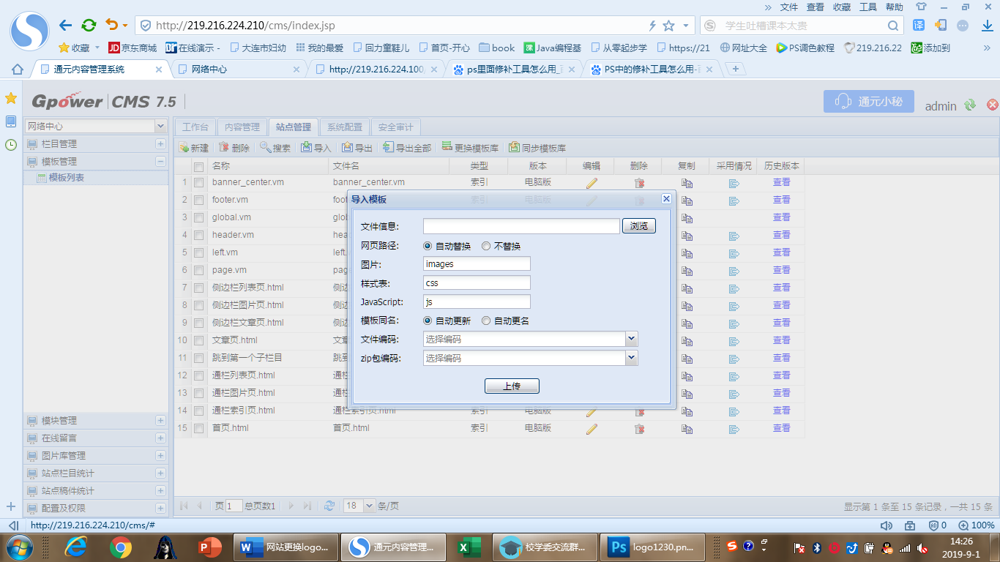 » 文件 查看 收藏 工具 帮助
http://219.216.224.210/cms/index.jsp
学生吐槽课本太贵
译
收藏 京东商城 在线演示 - 大连市妇幼 我的最爱 回力童鞋儿 首页-开心 book Java编程基 从零起步学 https://21 网址大全 PS调色教程 219.216.22 添加到 »
通元内容管理系统 网络中心 http://219.216.224.100, ps里面修补工具怎么用_ PS中的修补工具怎么用-
Gpower CMS 7.5
通元小秘
admin
网络中心
工作台 内容管理 站点管理 系统配置 安全审计
栏目管理
模板管理
模板列表
模块管理
在线留言
图片库管理
站点栏目统计
站点稿件统计
配置及权限
新建 删除 搜索 导入 导出 导出全部 更换模板库 同步模板库
名称 文件名 类型 版本 编辑 删除 复制 采用情况 历史版本
1 banner_center.vm banner_center.vm 索引 电脑版 查看
2 footer.vm foot 索引 电脑版 查看
3 global.vm glob 查看
4 header.vm hea 查看
5 left.vm left. 查看
6 page.vm pag 查看
7 侧边栏列表页.html 侧边 查看
8 侧边栏图片页.html 侧边 查看
9 侧边栏文章页.html 侧边 查看
10 文章页.html 文章 查看
11 跳到第一个子栏目 跳到 查看
12 通栏列表页.html 通栏 查看
13 通栏图片页.html 通栏 查看
14 通栏索引页.html 通栏索引页.html 索引 电脑版 查看
15 首页.html 首页.html 索引 电脑版 查看
导入模板
文件信息: 浏览
网页路径: 自动替换 不替换
图片: images
样式表: css
JavaScript: js
模板同名: 自动更新 自动更名
文件编码: 选择编码
zip包编码: 选择编码
上传
页 1 总页数1 18 条/页
显示第 1 条至 15 条记录，一共 15 条
http://219.216.224.210/cms/#
0 100%
网站更换logo... 通元内容管理... 校学委交流群... logo1230.pn...
14:26
2019-9-1